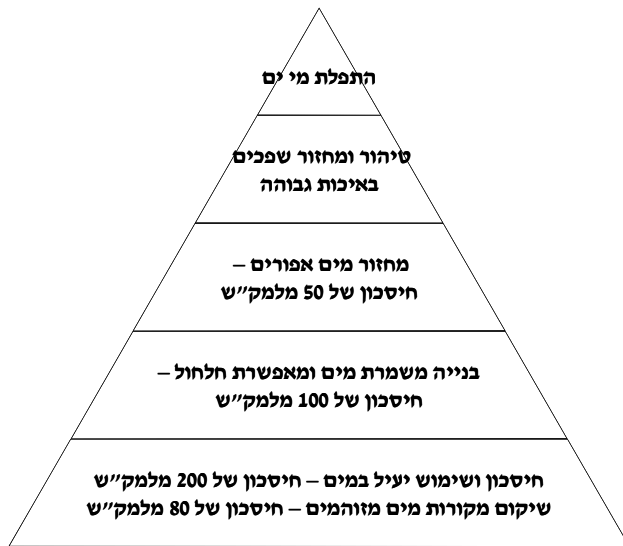 התפלת מי ים
טיהור ומחזור שפכים
באיכות גבוהה
מחזור מים אפורים –
חיסכון של 50 מלמק״ש
בנייה משמרת מים ומאפשרת חלחול –
חיסכון של 100 מלמק״ש
חיסכון ושימוש יעיל במים – חיסכון של 200 מלמק״ש
שיקום מקורות מים מזוהמים – חיסכון של 80 מלמק״ש